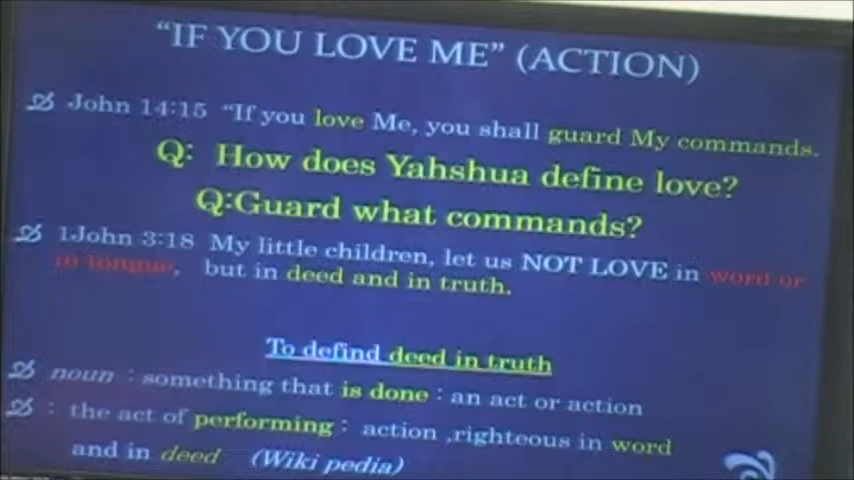 "IF YOU LOVE ME" (ACTION)
John 14:15 "If you love Me, you shall guard My commands.
Q: How does Yahshua define love?
Q:Guard what commands?
1John 3:18 My little children, let us NOT LOVE in word or
in tongue, but in deed and in truth.
To defind deed in truth
noun : something that is done : an act or action
: the act of performing : action ,righteous in word
and in deed (Wiki pedia)